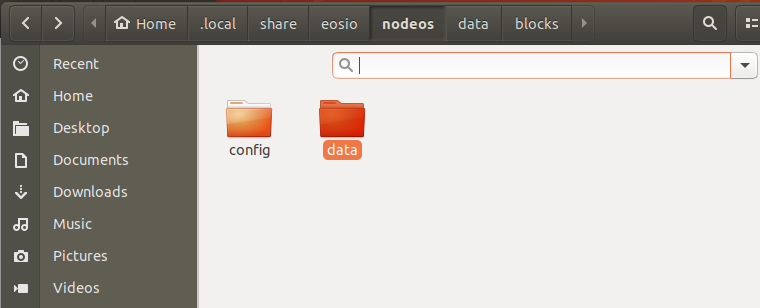 Home .local share eosio nodeos data blocks
Recent
Home
Desktop
Documents
Downloads
Music
Pictures
Videos
config data